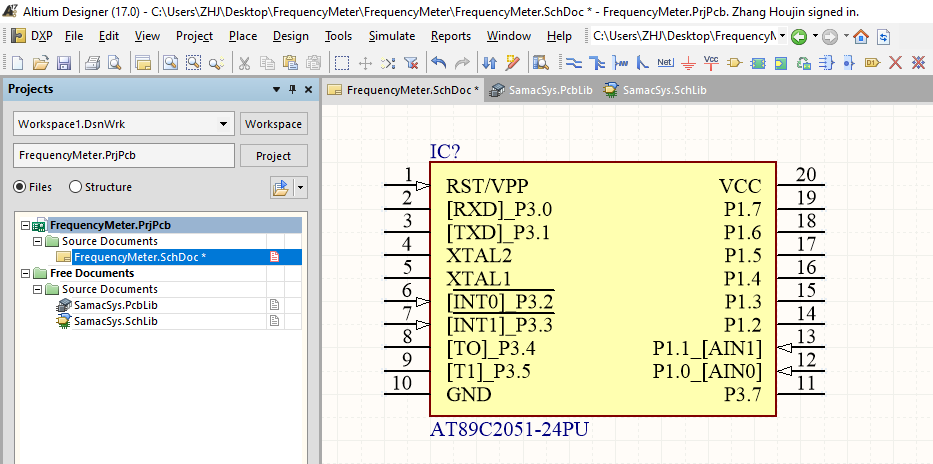 Altium Designer (17.0) - C:\Users\ZHJ\Desktop\FrequencyMeter\FrequencyMeter\FrequencyMeter.SchDoc * - FrequencyMeter.PrjPcb. Zhang Houjin signed in.
DXP File Edit View Project Place Design Tools Simulate Reports Window Help C:\Users\ZHJ\Desktop\FrequencyM
Net Vcc D1
Projects
FrequencyMeter.SchDoc * SamacSys.PcbLib SamacSys.SchLib
Workspace1.DsnWrk Workspace
FrequencyMeter.PrjPcb Project
Files Structure
FrequencyMeter.PrjPcb
Source Documents
FrequencyMeter.SchDoc *
Free Documents
Source Documents
SamacSys.PcbLib
SamacSys.SchLib
IC?
1 RST/VPP VCC 20
2 [RXD]_P3.0 P1.7 19
3 [TXD]_P3.1 P1.6 18
4 XTAL2 P1.5 17
5 XTAL1 P1.4 16
6 [INT0]_P3.2 P1.3 15
7 [INT1]_P3.3 P1.2 14
8 [TO]_P3.4 P1.1_[AIN1] 13
9 [T1]_P3.5 P1.0_[AIN0] 12
10 GND P3.7 11
AT89C2051-24PU